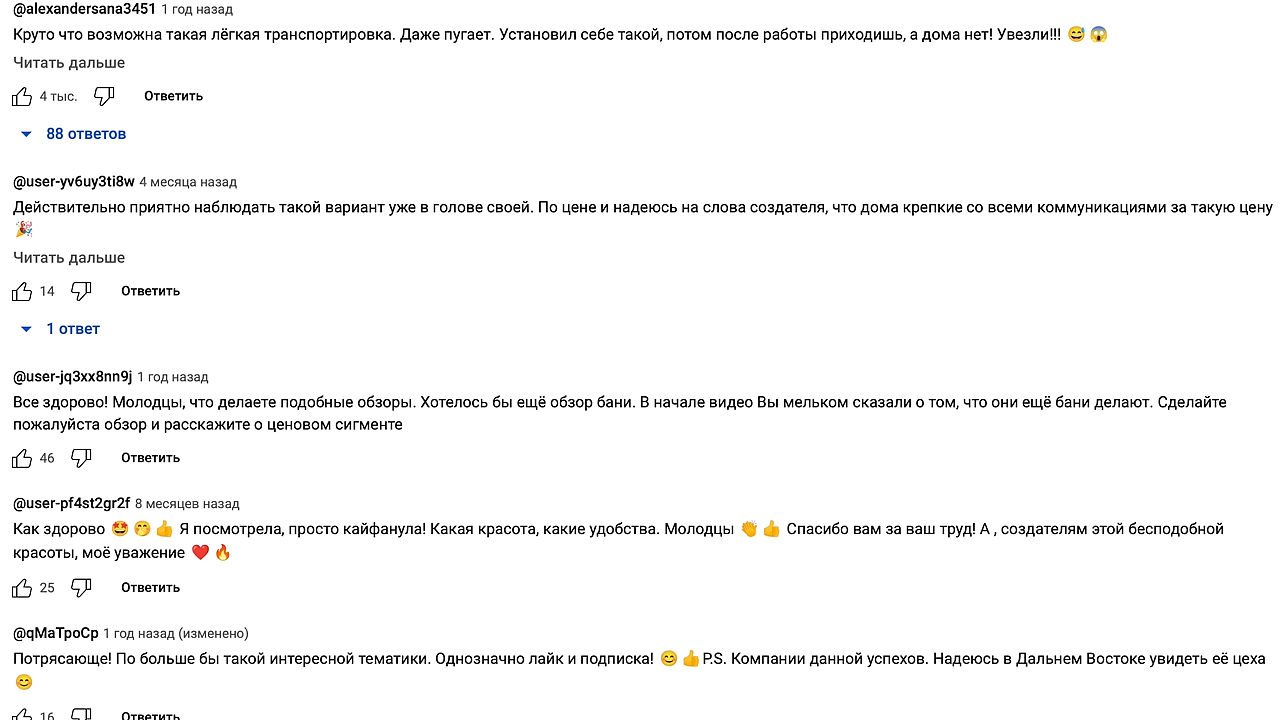 @alexandersana3451 1 год назад
Круто что возможна такая лёгкая транспортировка. Даже пугает. Установил себе такой, потом после работы приходишь, а дома нет! Увезли!!! 😅 😱
Читать дальше
4 тыс. Ответить
88 ответов
@user-yv6uy3ti8w 4 месяца назад
Действительно приятно наблюдать такой вариант уже в голове своей. По цене и надеюсь на слова создателя, что дома крепкие со всеми коммуникациями за такую цену
🎉
Читать дальше
14 Ответить
1 ответ
@user-jq3xx8nn9j 1 год назад
Все здорово! Молодцы, что делаете подобные обзоры. Хотелось бы ещё обзор бани. В начале видео Вы мельком сказали о том, что они ещё бани делают. Сделайте
пожалуйста обзор и расскажите о ценовом сигменте
46 Ответить
@user-pf4st2gr2f 8 месяцев назад
Как здорово 🤩 🤭 👍 Я посмотрела, просто кайфанула! Какая красота, какие удобства. Молодцы 👏 👍 Спасибо вам за ваш труд! А , создателям этой бесподобной
красоты, моё уважение ❤️ 🔥
25 Ответить
@qMaTpoCp 1 год назад (изменено)
Потрясающе! По больше бы такой интересной тематики. Однозначно лайк и подписка! 😊 👍 P.S. Компании данной успехов. Надеюсь в Дальнем Востоке увидеть её цеха
😊
16 Ответить